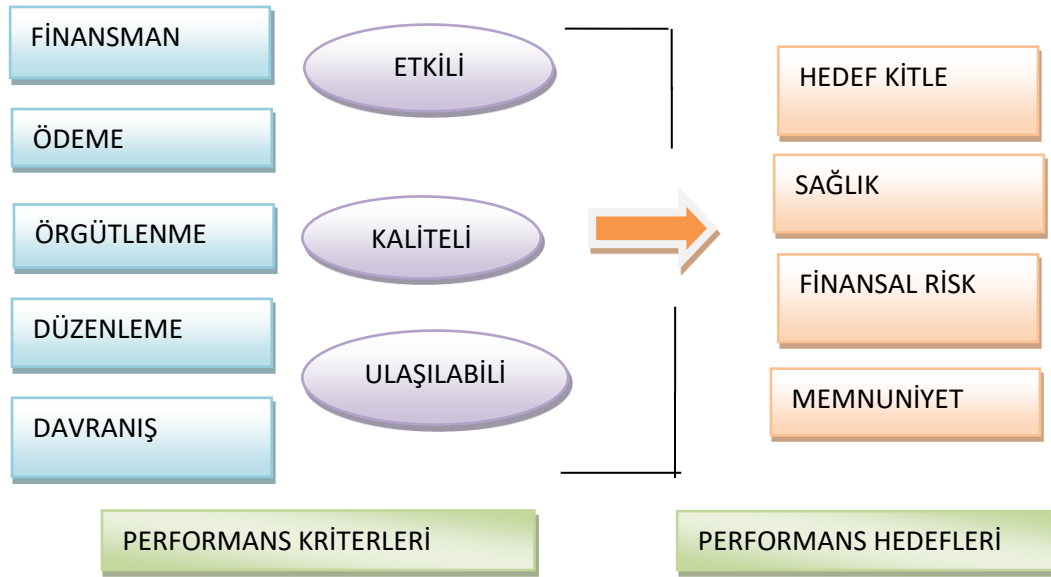 FİNANSMAN
ÖDEME
ÖRGÜTLENME
DÜZENLEME
DAVRANIŞ
ETKİLİ
KALİTELİ
ULAŞILABİLİ
HEDEF KİTLE
SAĞLIK
FİNANSAL RİSK
MEMNUNİYET
PERFORMANS KRİTERLERİ
PERFORMANS HEDEFLERİ